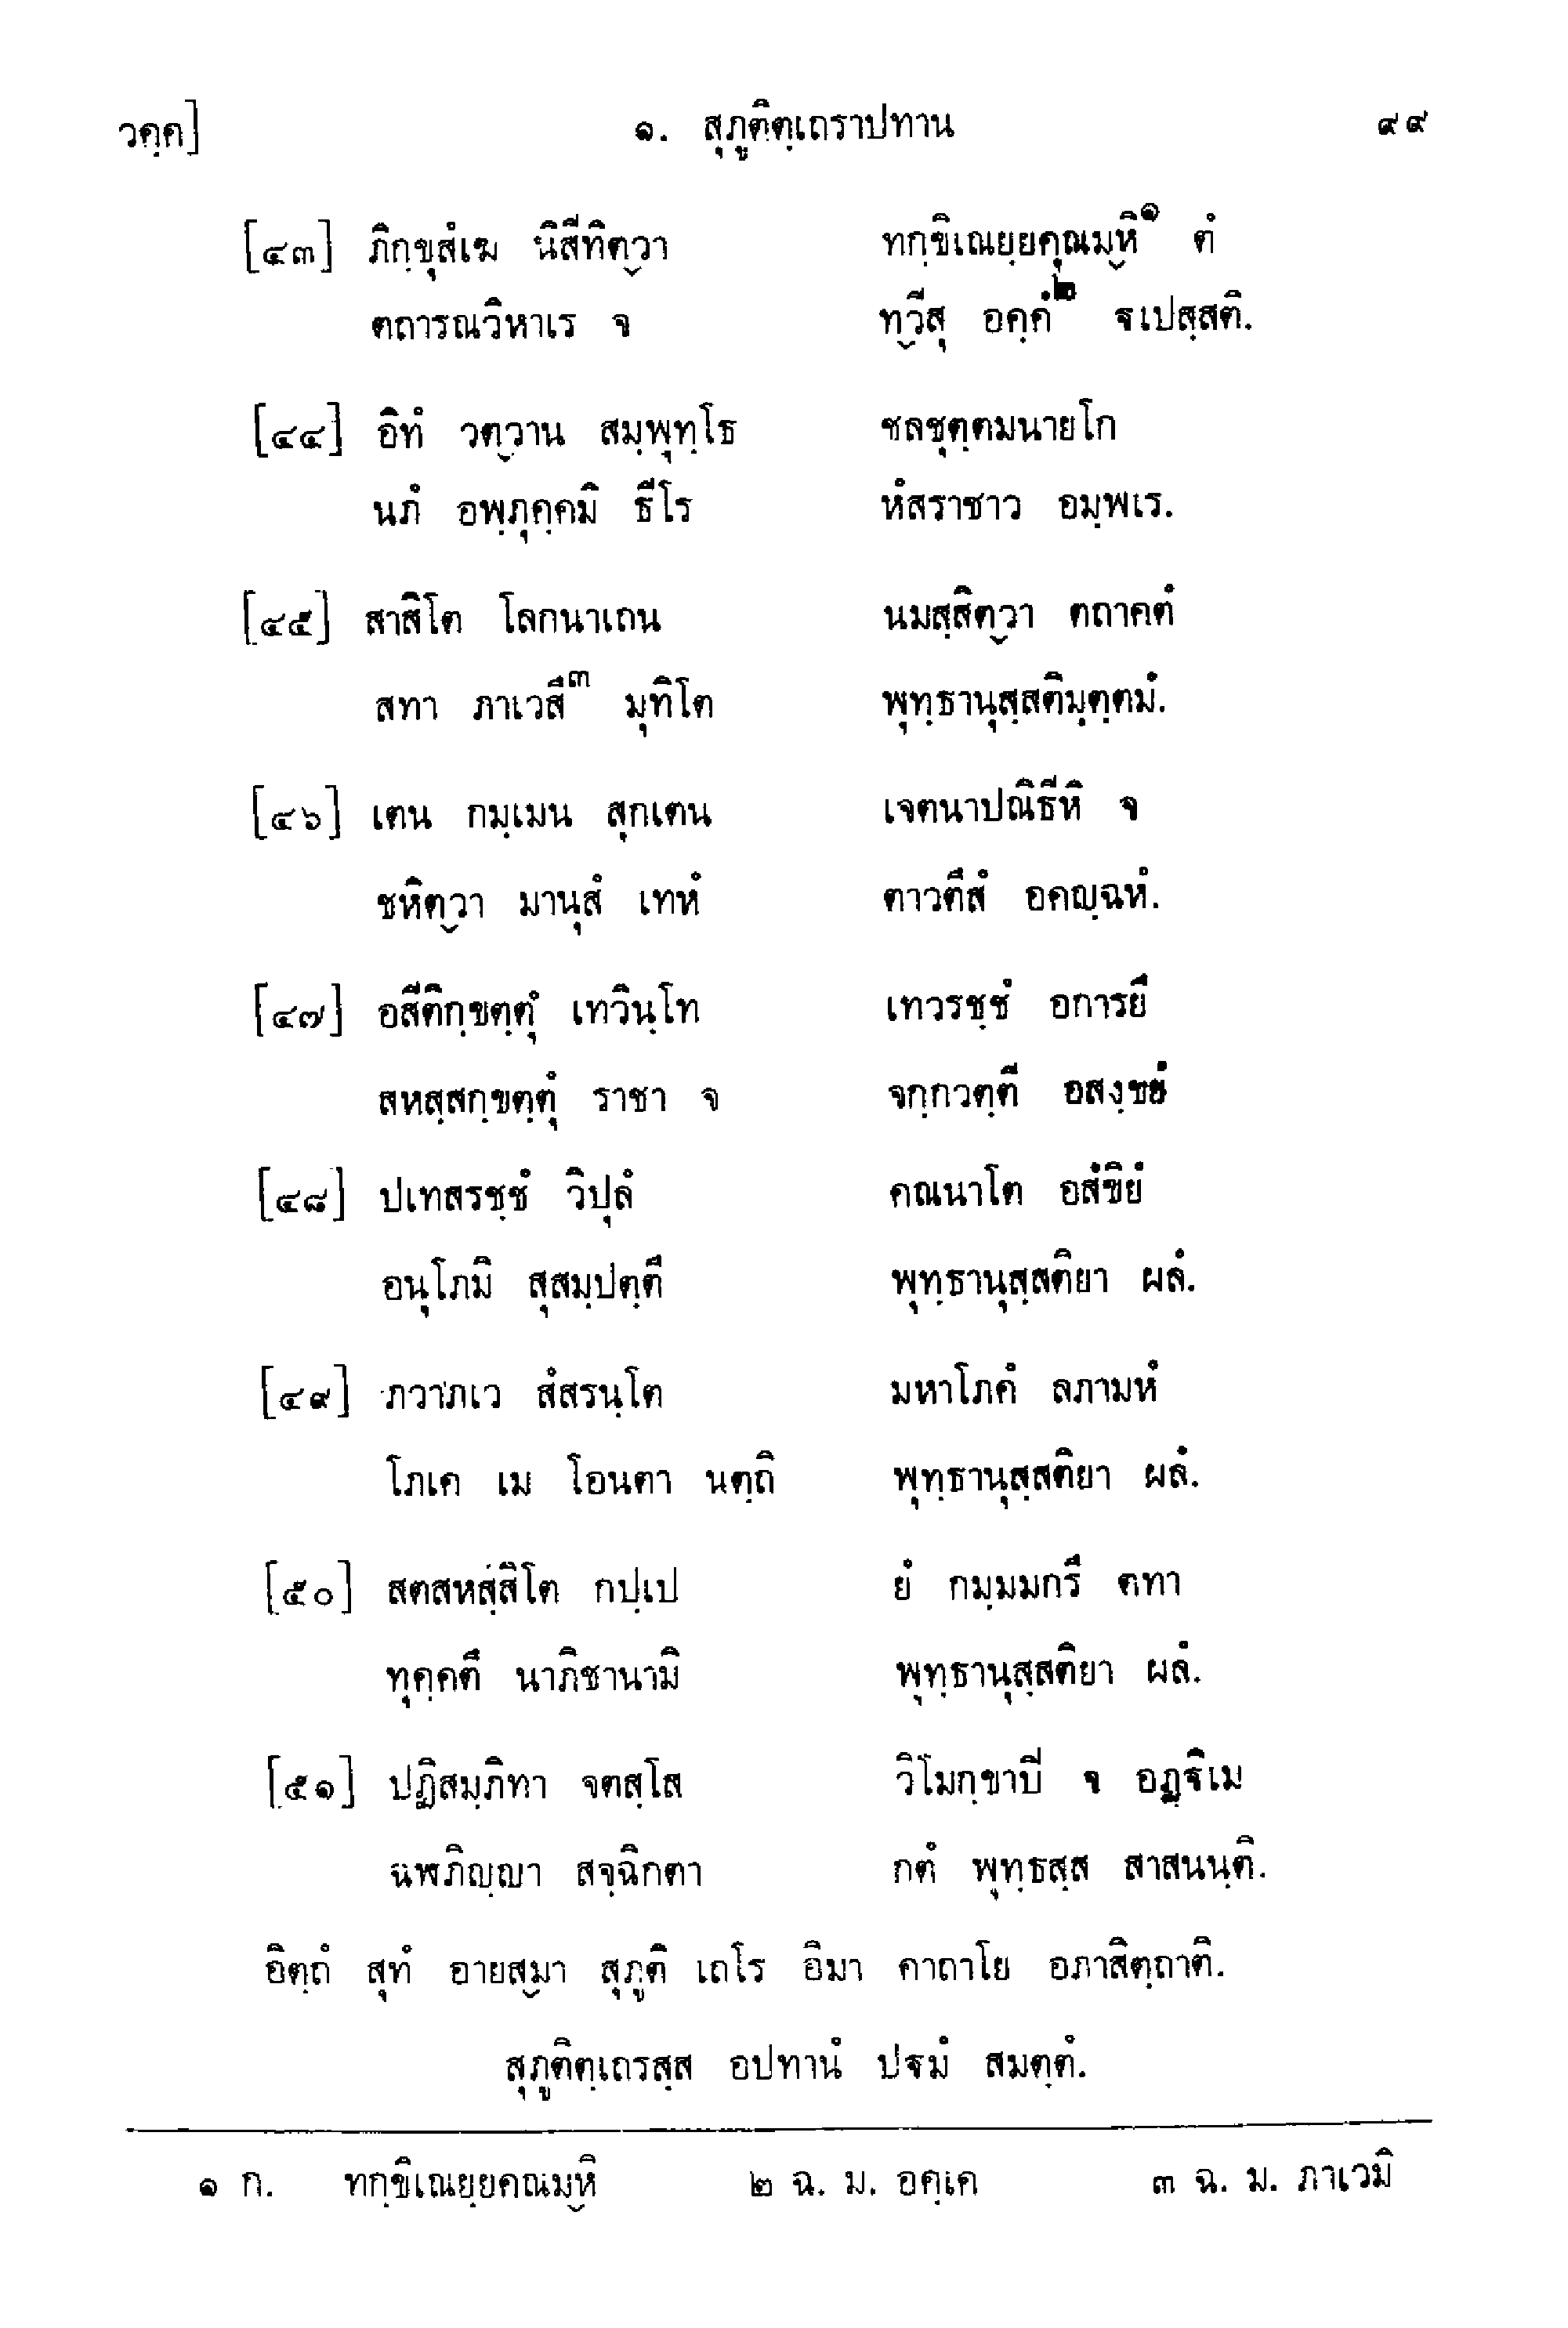 วคฺค] ๑. สุภูติตฺเถราปทาน ๙๙
[๔๓] ภิกฺขุสํเฆ นิสีทิตฺวา ทกฺขิเณยฺยคุณมฺหิ๑ ตํ
ตถารณวิหาเร จ ทฺวีสุ อคฺคํ๒ ฐเปสฺสติ.
[๔๔] อิทํ วตฺวาน สมฺพุทฺโธ ชลชุตฺตมนายโก
นภํ อพฺภุคฺคมิ ธีโร หํสราชาว อมฺพเร.
[๔๕] สาสิโต โลกนาเถน นมสฺสิตฺวา ตถาคตํ
สทา ภาเวสึ๓ มุทิโต พุทฺธานุสฺสติมุตฺตมํ.
[๔๖] เตน กมฺเมน สุกเตน เจตนาปณิธีหิ จ
ชหิตฺวา มานุสํ เทหํ ตาวตึสํ อคญฺฉหํ.
[๔๗] อสีติกฺขตฺตุํ เทวินฺโท เทวรชฺชํ อการยึ
สหสฺสกฺขตฺตุํ ราชา จ จกฺกวตฺตี อสงฺขยํ
[๔๘] ปเทสรชฺชํ วิปุลํ คณนาโต อสํขิยํ
อนุโภมิ สุสมฺปตฺตึ พุทฺธานุสฺสติยา ผลํ.
[๔๙] ภวาภเว สํสรนฺโต มหาโภคํ ลภามหํ
โภเค เม โอนตา นตฺถิ พุทฺธานุสฺสติยา ผลํ.
[๕๐] สตสหสฺสิโต กปฺเป ยํ กมฺมมกรึ ตทา
ทุคฺคตึ นาภิชานามิ พุทฺธานุสฺสติยา ผลํ.
[๕๑] ปฏิสมฺภิทา จตสฺโส วิโมกฺขาปี จ อฏฺฐิเม
ฉฬภิญฺญา สจฺฉิกตา กตํ พุทฺธสฺส สาสนนฺติ.
อิตฺถํ สุทํ อายสฺมา สุภูติ เถโร อิมา คาถาโย อภาสิตฺถาติ.
สุภูติตฺเถรสฺส อปทานํ ปฐมํ สมตฺตํ.
๑ ก. ทกฺขิเณยฺยคณมฺหิ ๒ ฉ. ม. อคฺเค ๓ ฉ. ม. ภาเวมิ